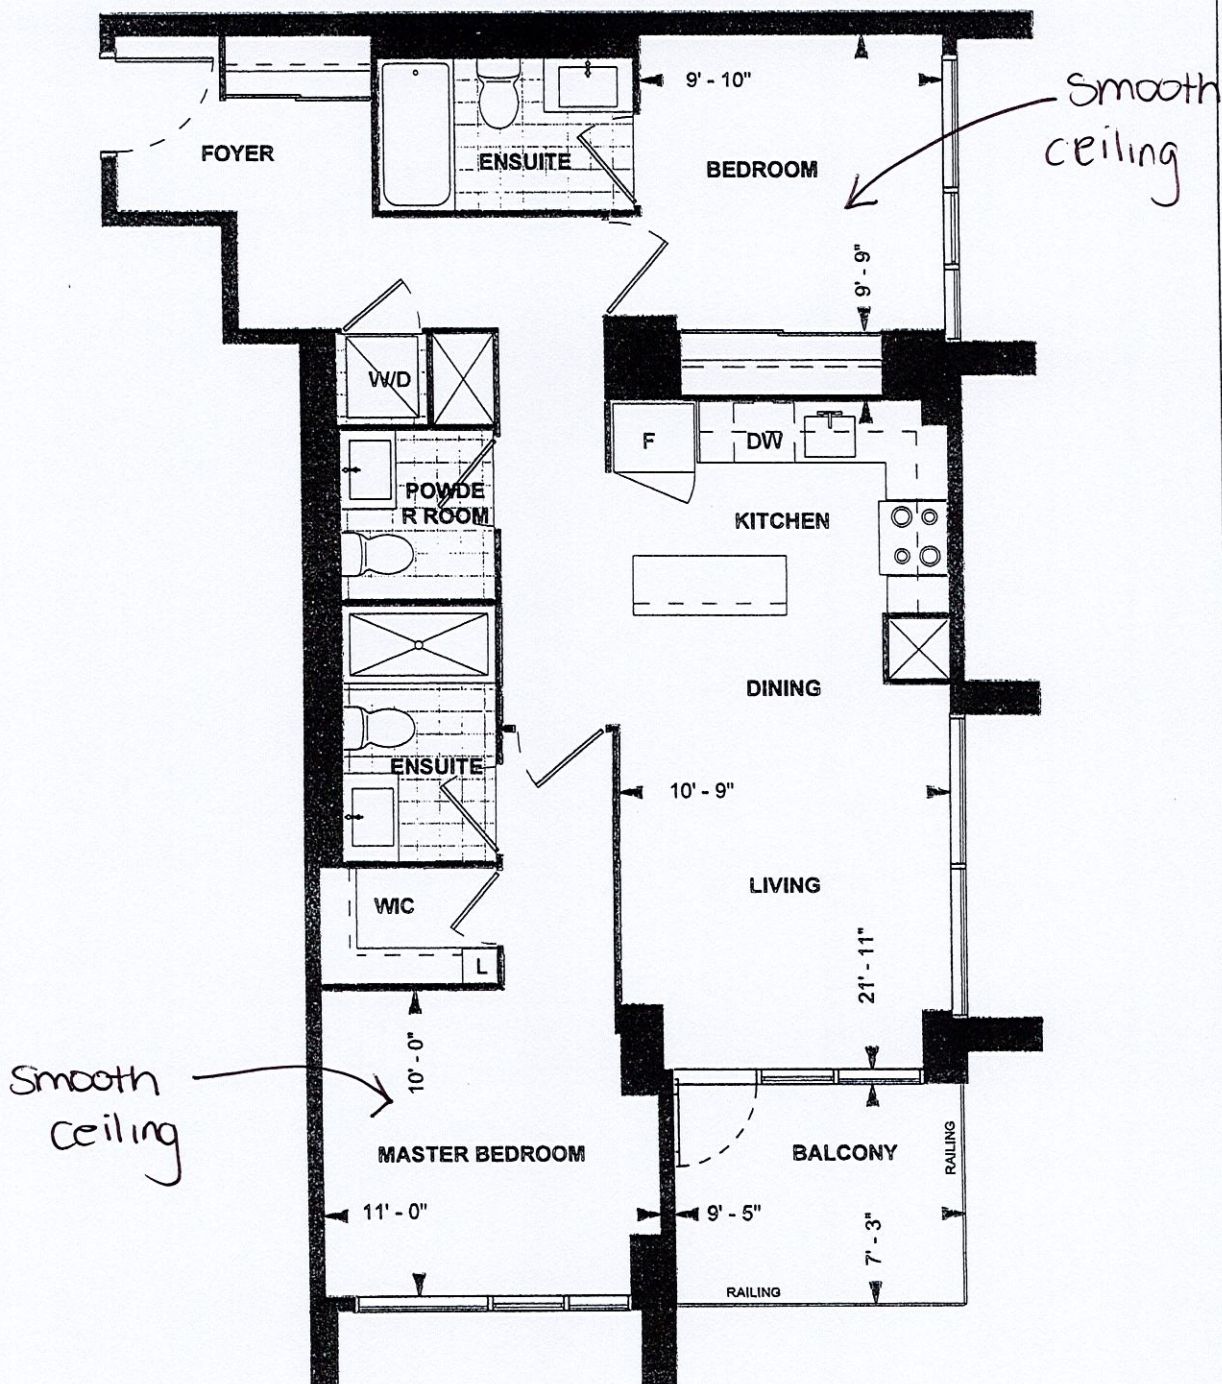 9' - 10"
Smooth
ceiling
FOYER
ENSUITE
BEDROOM
9' - 9"
W/D
F
DW
POWDE
R ROOM
KITCHEN
DINING
ENSUITE
10' - 9"
LIVING
WIC
L
21' - 11"
10' - 0"
Smooth
ceiling
MASTER BEDROOM
BALCONY
RAILING
11' - 0"
9' - 5"
7' - 3"
RAILING